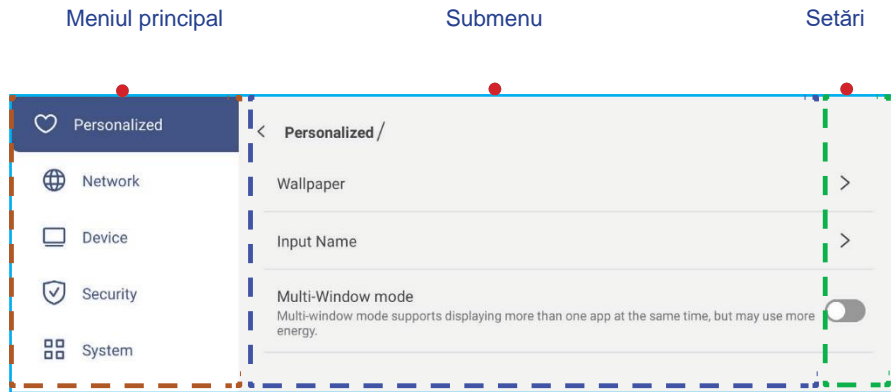 Meniul principal
Submenu
Setări
Personalized
Network
Device
Security
System
Personalized /
Wallpaper
Input Name
Multi-Window mode
Multi-window mode supports displaying more than one app at the same time, but may use more
energy.